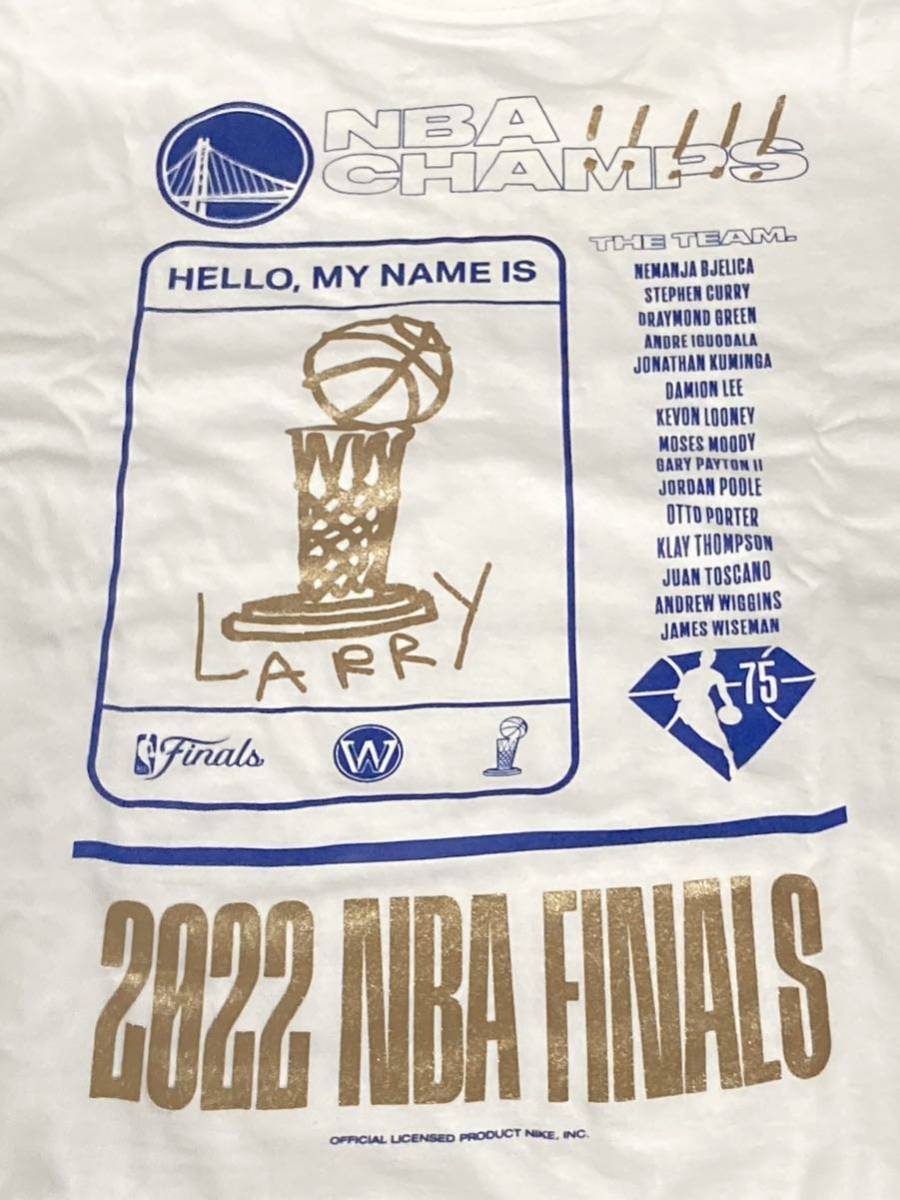 NBA !!!!!
CHAMPS
HELLO, MY NAME IS
LARRY
NBA Finals
W
THE TEAM.
NEMANJA BJELICA
STEPHEN CURRY
DRAYMOND GREEN
ANDRE IGUODALA
JONATHAN KUMINGA
DAMION LEE
KEVON LOONEY
MOSES MOODY
GARY PAYTON II
JORDAN POOLE
OTTO PORTER
KLAY THOMPSON
JUAN TOSCANO
ANDREW WIGGINS
JAMES WISEMAN
75
2022 NBA FINALS
OFFICIAL LICENSED PRODUCT NIKE, INC.